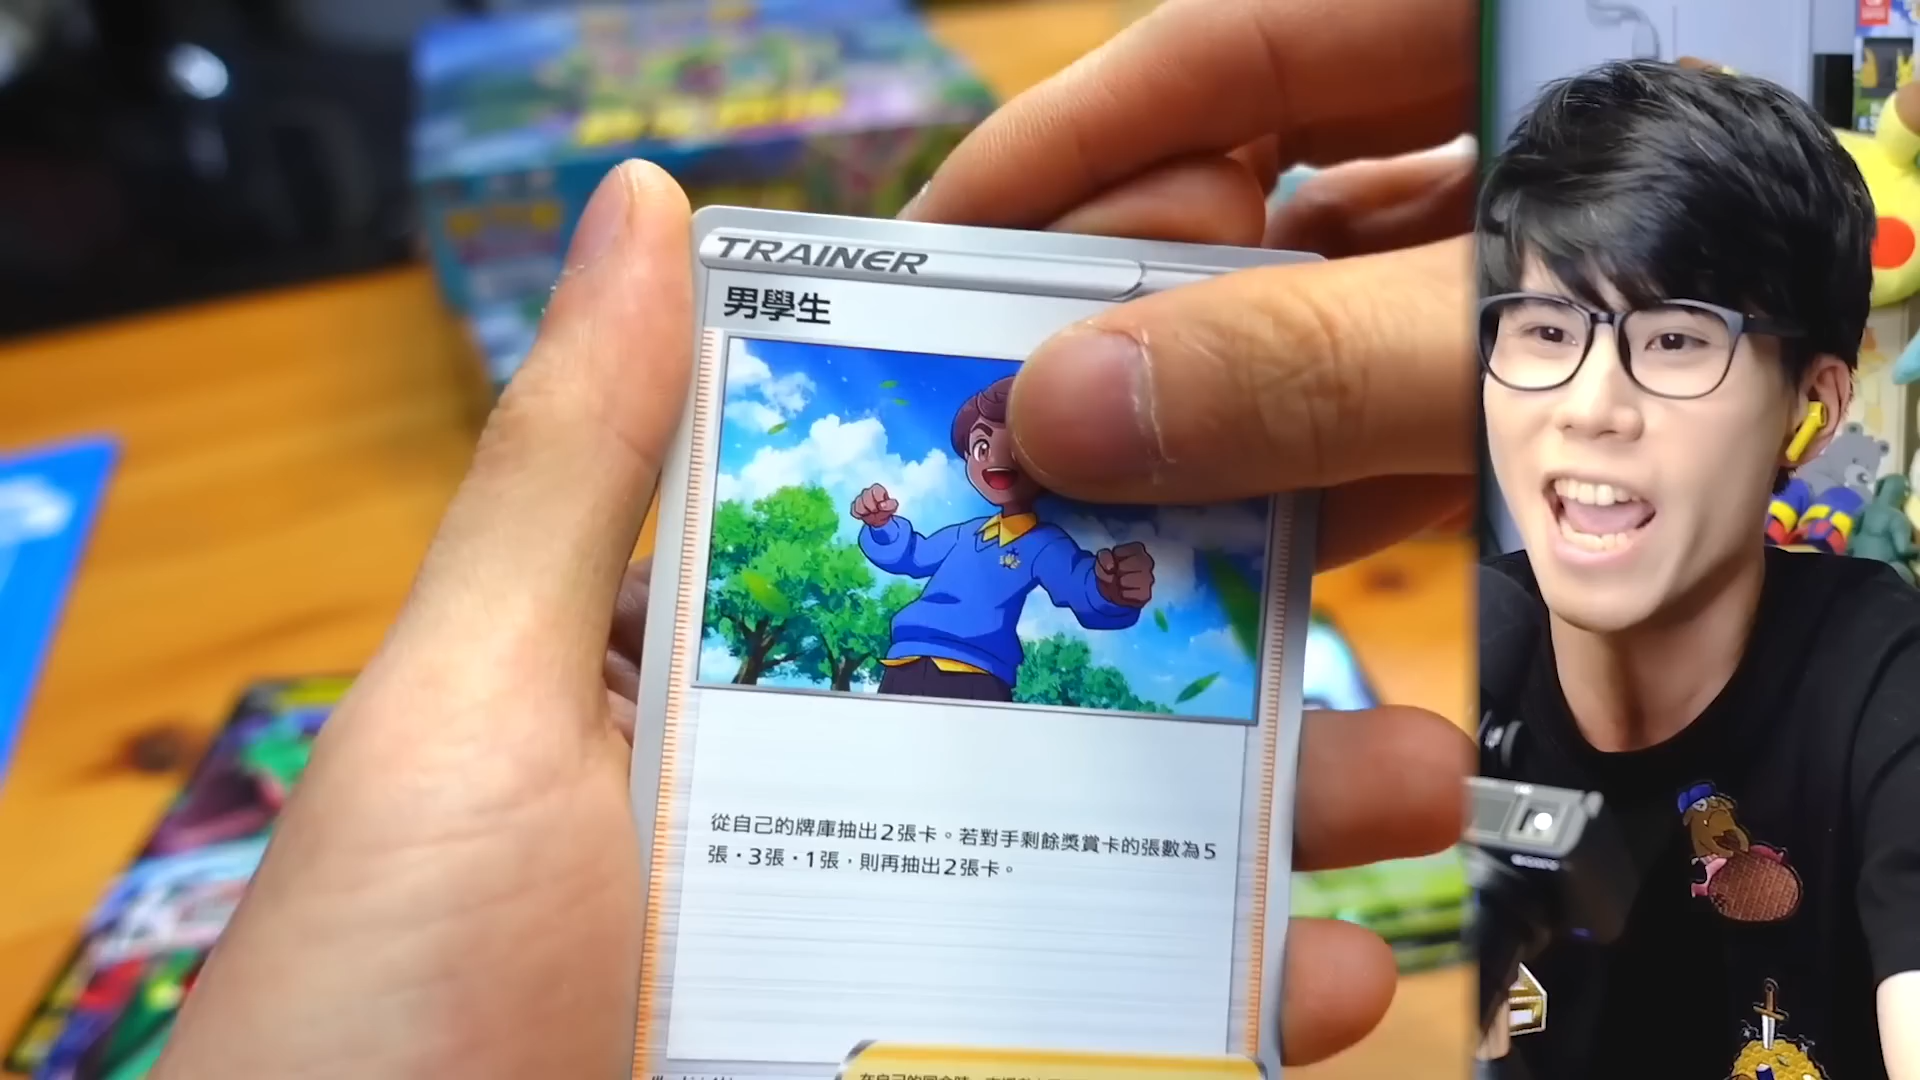 TRAINER
男學生
從自己的牌庫抽出2張卡。若對手剩餘獎賞卡的張數為5
張・3張・1張,則再抽出2張卡。
SONY